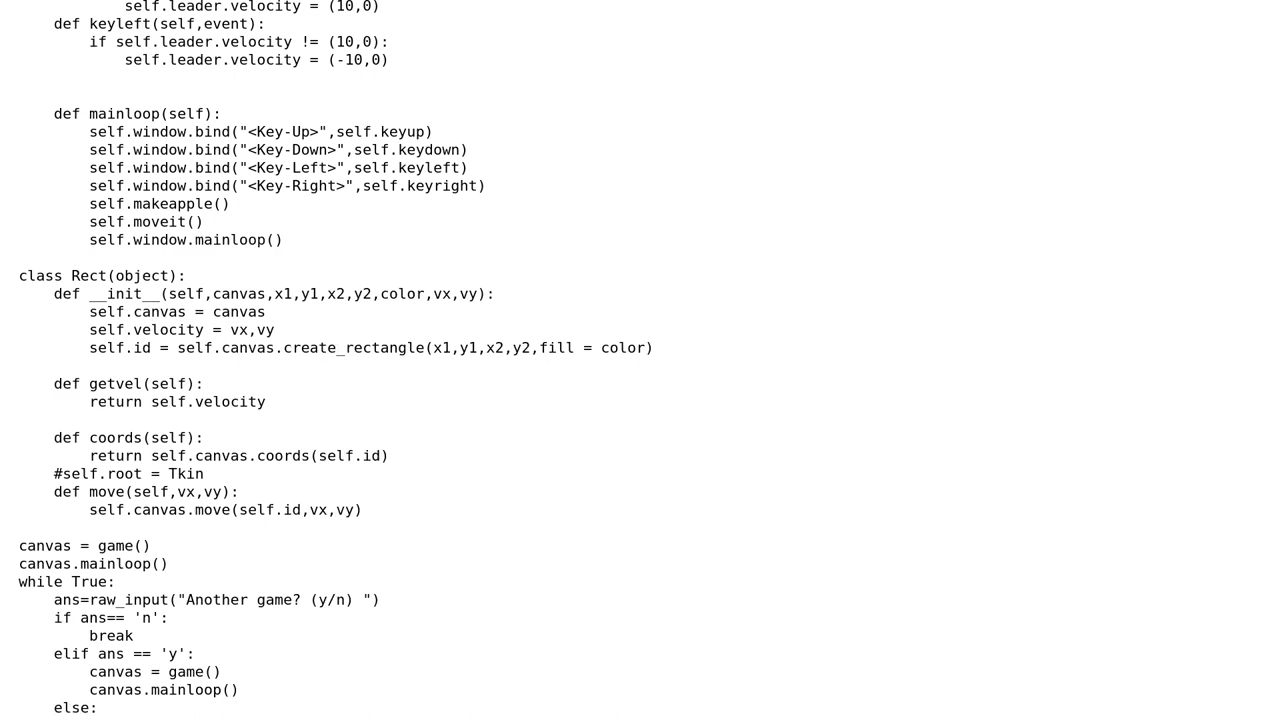 self.leader.velocity = (10,0)
    def keyleft(self,event):
        if self.leader.velocity != (10,0):
            self.leader.velocity = (-10,0)


    def mainloop(self):
        self.window.bind("<Key-Up>",self.keyup)
        self.window.bind("<Key-Down>",self.keydown)
        self.window.bind("<Key-Left>",self.keyleft)
        self.window.bind("<Key-Right>",self.keyright)
        self.makeapple()
        self.moveit()
        self.window.mainloop()

class Rect(object):
    def __init__(self,canvas,x1,y1,x2,y2,color,vx,vy):
        self.canvas = canvas
        self.velocity = vx,vy
        self.id = self.canvas.create_rectangle(x1,y1,x2,y2,fill = color)

    def getvel(self):
        return self.velocity

    def coords(self):
        return self.canvas.coords(self.id)
    #self.root = Tkin
    def move(self,vx,vy):
        self.canvas.move(self.id,vx,vy)

canvas = game()
canvas.mainloop()
while True:
    ans=raw_input("Another game? (y/n) ")
    if ans== 'n':
        break
    elif ans == 'y':
        canvas = game()
        canvas.mainloop()
    else: